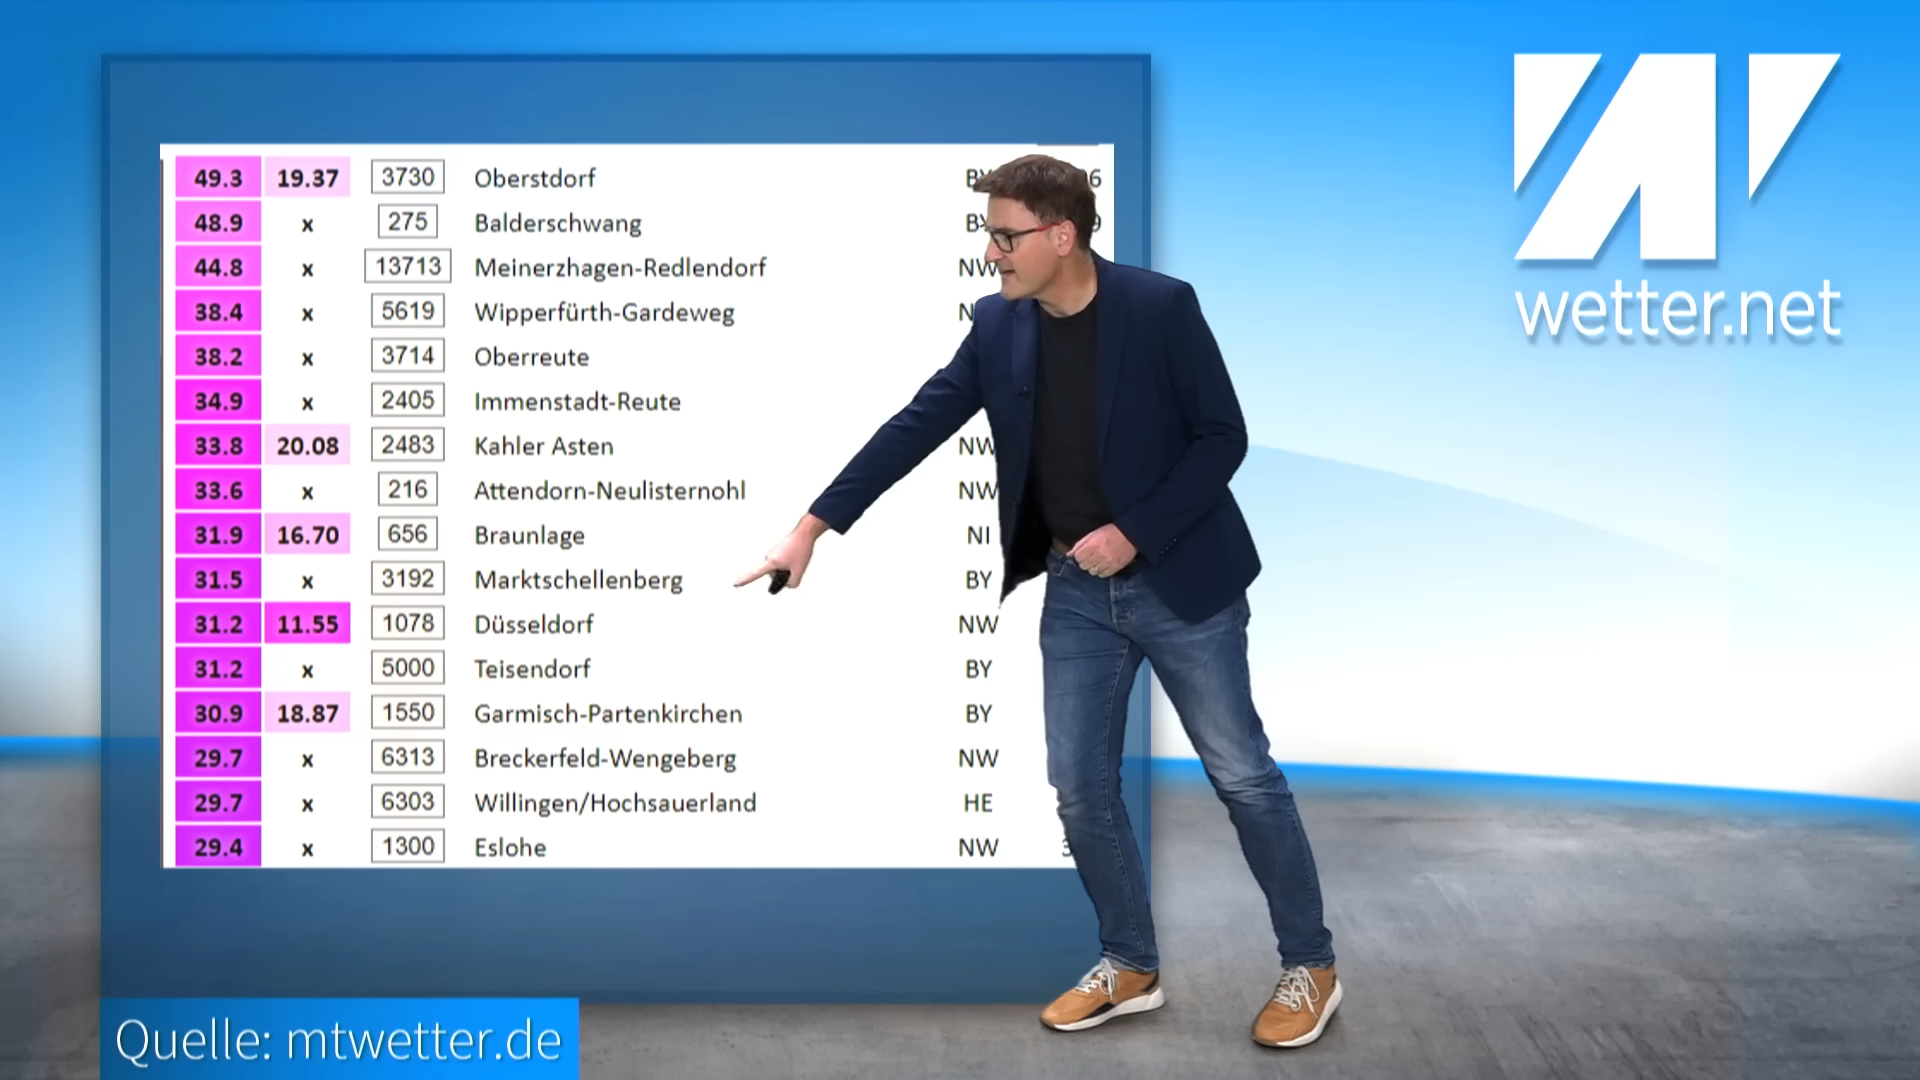 49.3 19.37 3730 Oberstdorf BY
48.9 x 275 Balderschwang BY
44.8 x 13713 Meinerzhagen-Redlendorf NW
38.4 x 5619 Wipperfürth-Gardeweg
38.2 x 3714 Oberreute
34.9 x 2405 Immenstadt-Reute
33.8 20.08 2483 Kahler Asten NW
33.6 x 216 Attendorn-Neulisternohl NW
31.9 16.70 656 Braunlage NI
31.5 x 3192 Marktschellenberg BY
31.2 11.55 1078 Düsseldorf NW
31.2 x 5000 Teisendorf BY
30.9 18.87 1550 Garmisch-Partenkirchen BY
29.7 x 6313 Breckerfeld-Wengeberg NW
29.7 x 6303 Willingen/Hochsauerland HE
29.4 x 1300 Eslohe NW
wetter.net
Quelle: mtwetter.de